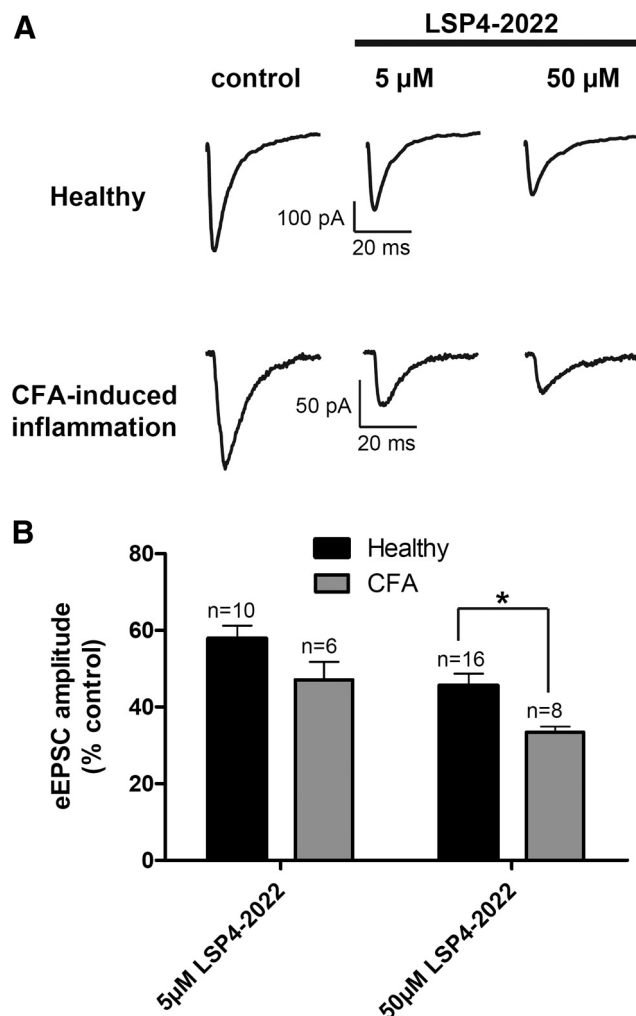 A
LSP4-2022
control 5 µM 50 µM
Healthy
100 pA
20 ms
CFA-induced
inflammation
50 pA
20 ms
B
Healthy
CFA
eEPSC amplitude
(% control)
80
60
40
20
0
n=10
n=6
n=16
n=8
*
5µM LSP4-2022
50µM LSP4-2022